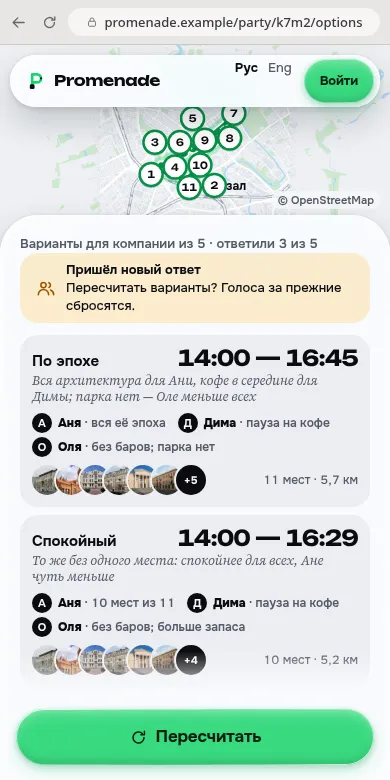 promenade.example/party/k7m2/options
Promenade
Рус Eng
Войти
5
7
3
6
9
8
1
4
10
11
2
зал
© OpenStreetMap
Варианты для компании из 5 · ответили 3 из 5
Пришёл новый ответ
Пересчитать варианты? Голоса за прежние
сбросятся.
По эпохе 14:00 — 16:45
Вся архитектура для Ани, кофе в середине для
Димы; парка нет — Оле меньше всех
А Аня · вся её эпоха Д Дима · пауза на кофе
О Оля · без баров; парка нет
+5 11 мест · 5,7 км
Спокойный 14:00 — 16:29
То же без одного места: спокойнее для всех, Ане
чуть меньше
А Аня · 10 мест из 11 Д Дима · пауза на кофе
О Оля · без баров; больше запаса
+4 10 мест · 5,2 км
Пересчитать